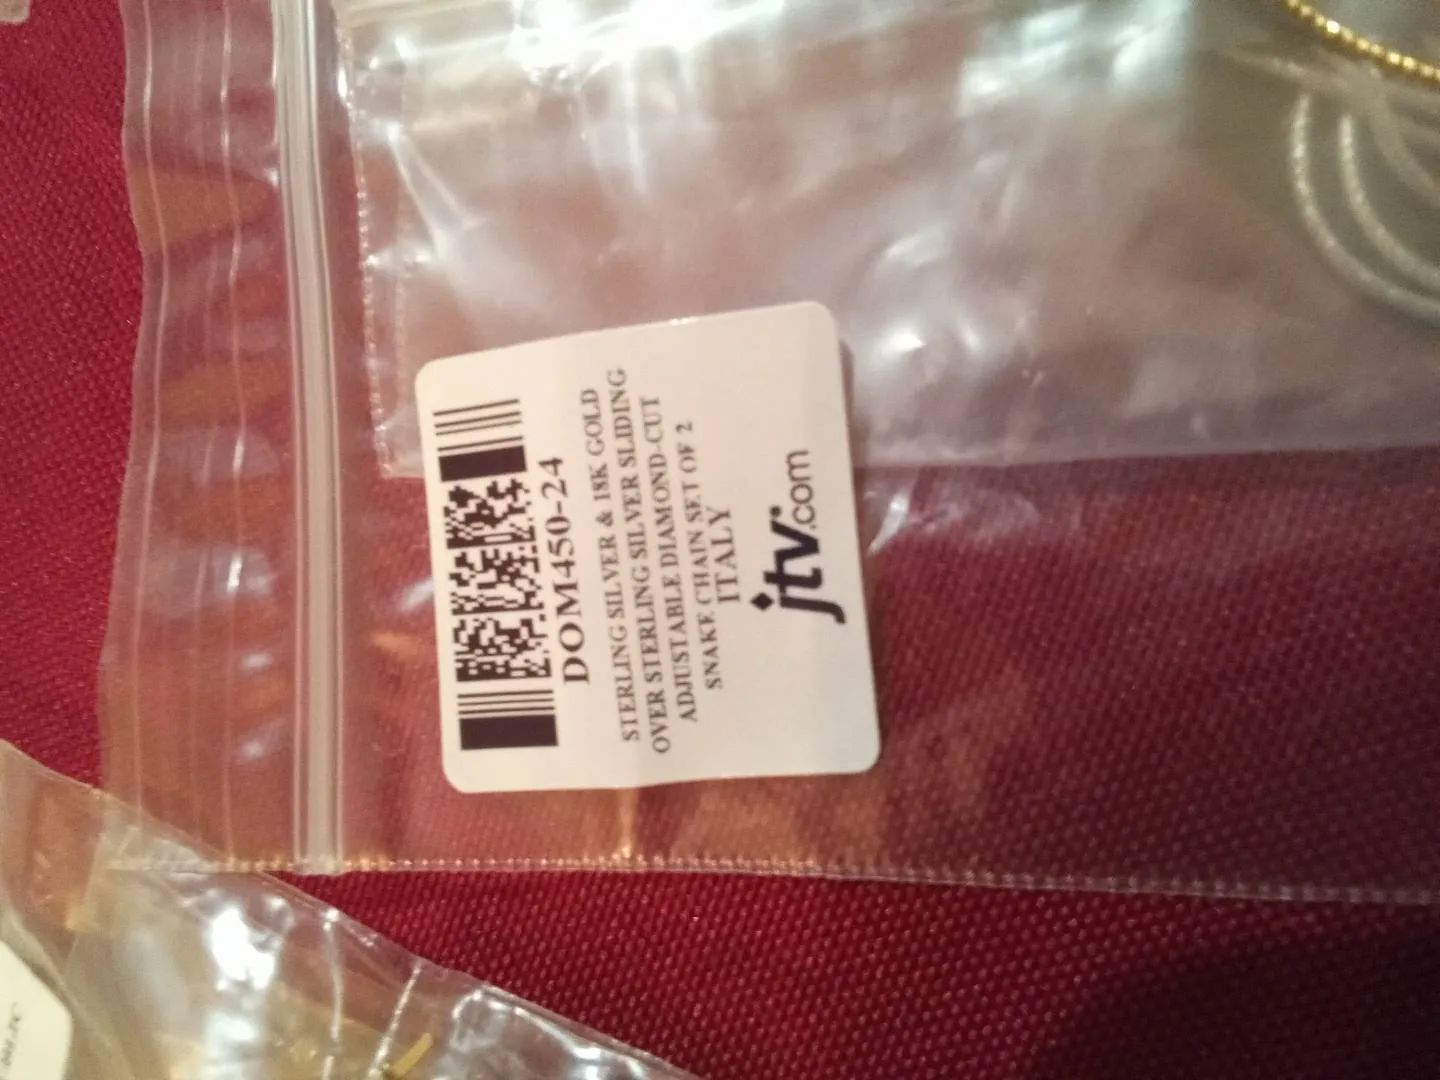 DOM450-24
STERLING SILVER & 18K GOLD
OVER STERLING SILVER SLIDING
ADJUSTABLE DIAMOND-CUT
SNAKE CHAIN SET OF 2
ITALY
jtv.com